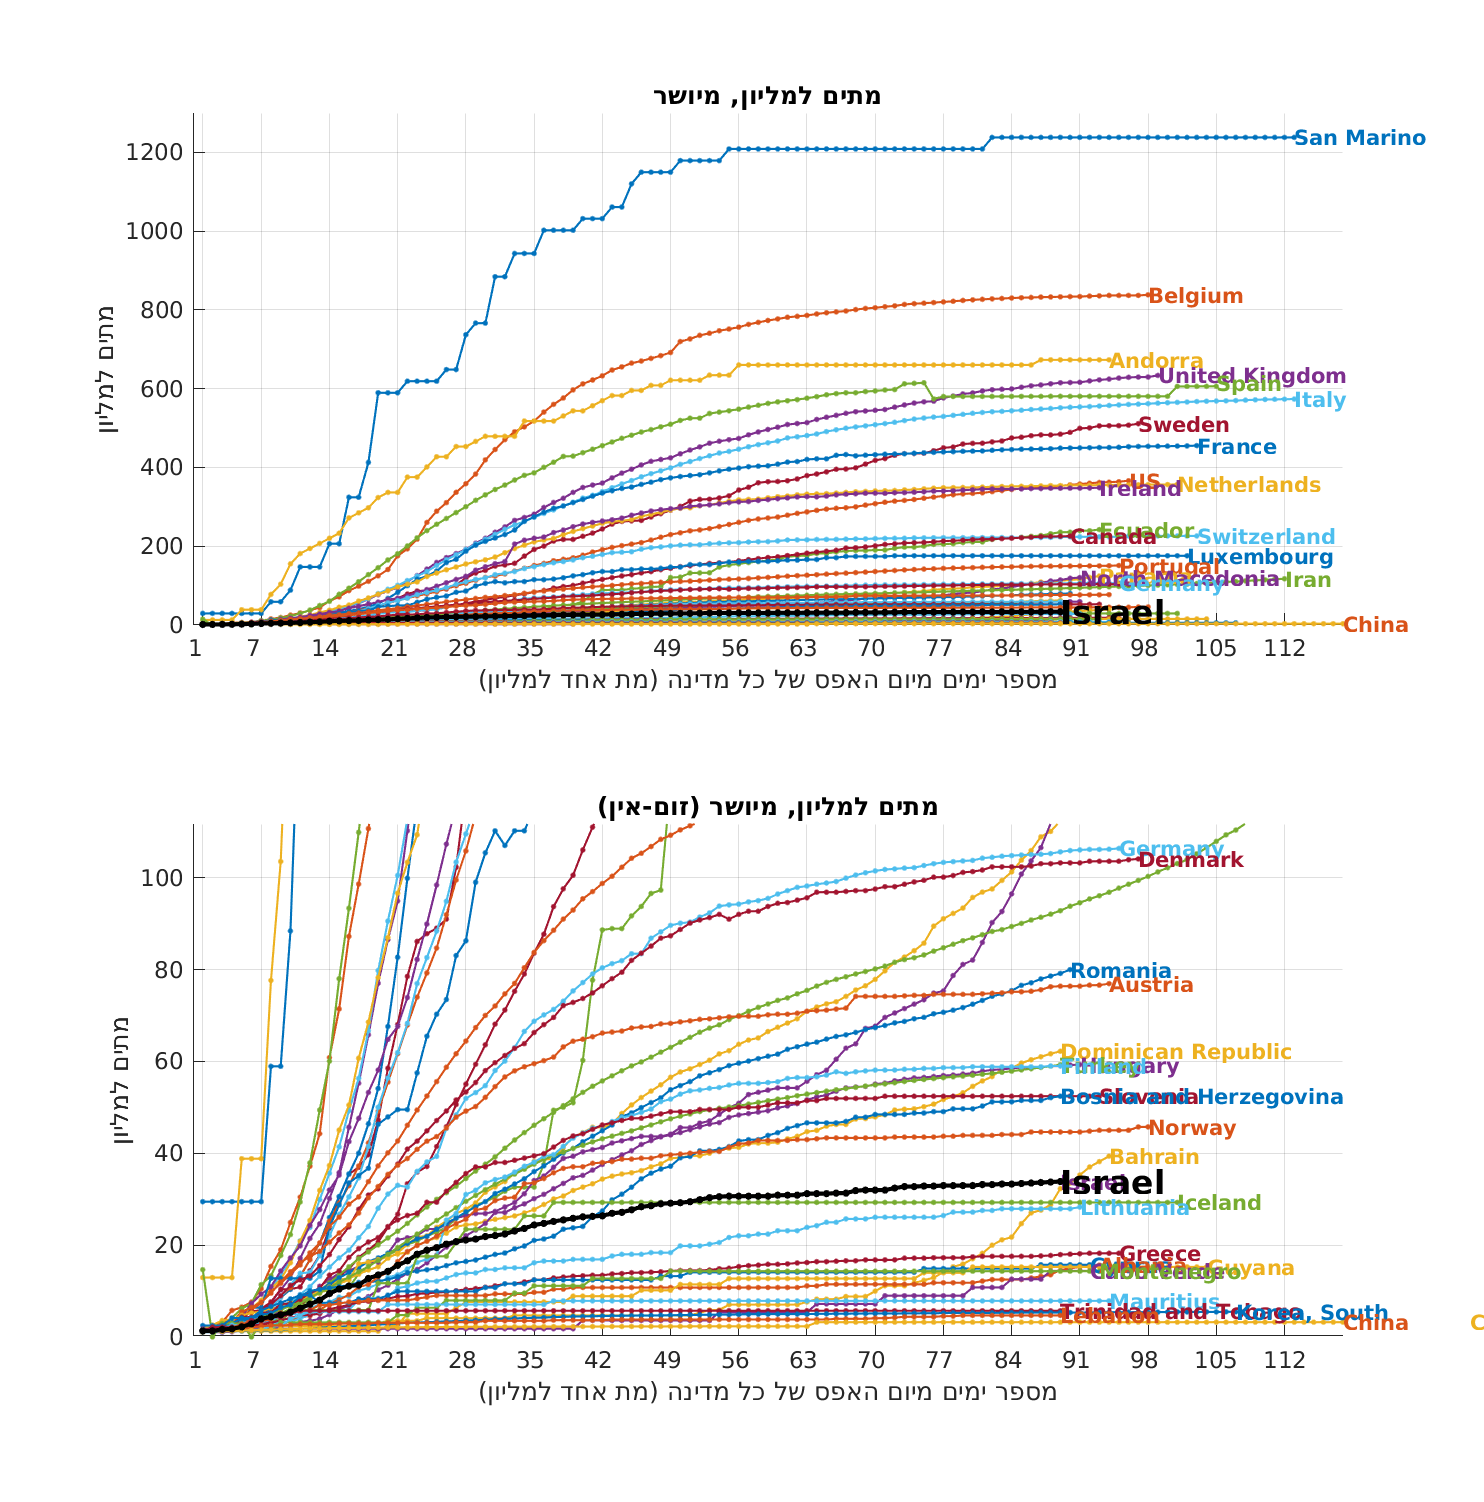 מתים למליון, מיושר
מתים למליון
1200
1000
800
600
400
200
0
San Marino
Belgium
Andorra
United Kingdom
Spain
Italy
Sweden
France
US
Ireland
Netherlands
Ecuador
Canada
Switzerland
Luxembourg
Portugal
North Macedonia
Iran
Germany
Israel
China
1 7 14 21 28 35 42 49 56 63 70 77 84 91 98 105 112
מספר ימים מיום האפס של כל מדינה (מת אחד למליון)
מתים למליון, מיושר (זום-אין)
מתים למליון
100
80
60
40
20
0
Germany
Denmark
Romania
Austria
Dominican Republic
Finland
Hungary
Bosnia and Herzegovina
Slovenia
Norway
Bahrain
Israel
Iceland
Lithuania
Greece
Guyana
Montenegro
Mauritius
Trinidad and Tobago
Korea, South
Lebanon
China
C
1 7 14 21 28 35 42 49 56 63 70 77 84 91 98 105 112
מספר ימים מיום האפס של כל מדינה (מת אחד למליון)